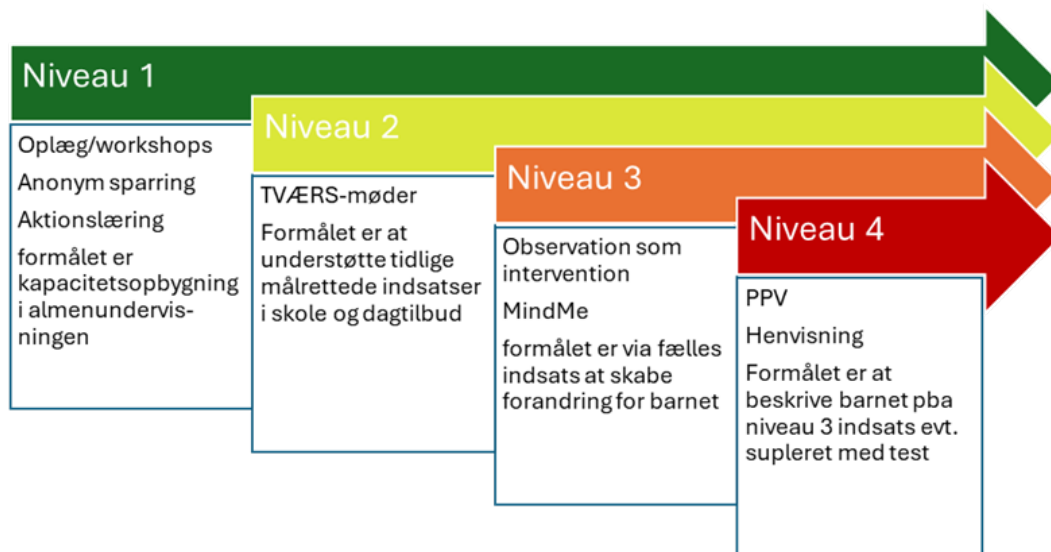 Niveau 1
Oplæg/workshops
Anonym sparring
Aktionslæring
formålet er
kapacitetsopbygning
i almenundervis-
ningen
Niveau 2
TVÆRS-møder
Formålet er at
understøtte tidlige
målrettede indsatser
i skole og dagtilbud
Niveau 3
Observation som
intervention
MindMe
formålet er via fælles
indsats at skabe
forandring for barnet
Niveau 4
PPV
Henvisning
Formålet er at
beskrive barnet pba
niveau 3 indsats evt.
supleret med test